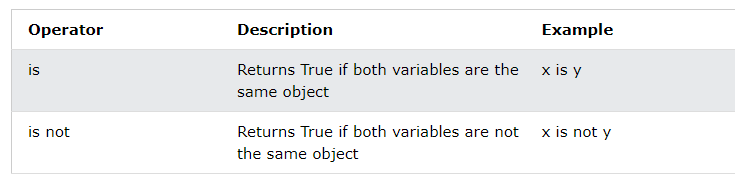 Operator Description Example
is Returns True if both variables are the x is y
same object
is not Returns True if both variables are not x is not y
the same object